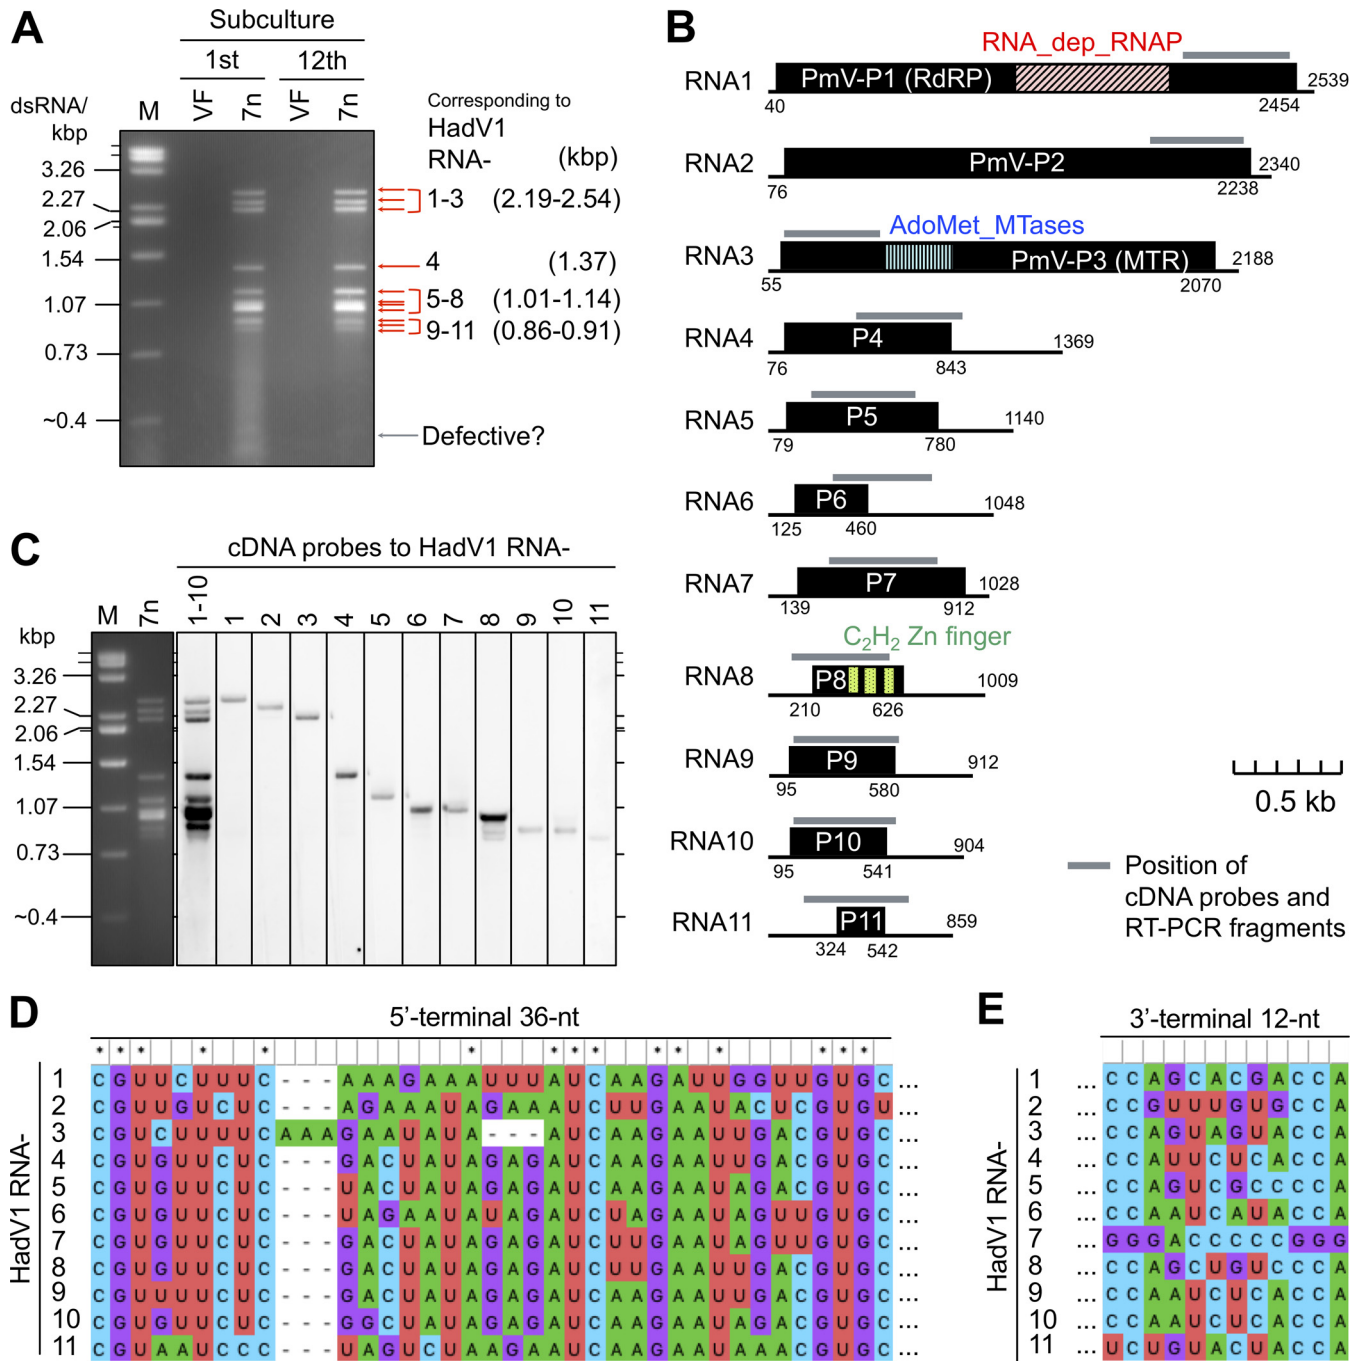 A
Subculture
1st 12th
dsRNA/
kbp
M VF 7n VF 7n
Corresponding to
HadV1
RNA- (kbp)
3.26
2.27
2.06
1.54
1.07
0.73
~0.4
1-3 (2.19-2.54)
4 (1.37)
5-8 (1.01-1.14)
9-11 (0.86-0.91)
Defective?
B
RNA_dep_RNAP
RNA1 PmV-P1 (RdRP) 2539
40 2454
RNA2 PmV-P2 2340
76 2238
AdoMet_MTases
RNA3 PmV-P3 (MTR) 2188
55 2070
RNA4 P4 1369
76 843
RNA5 P5 1140
79 780
RNA6 P6 1048
125 460
RNA7 P7 1028
139 912
C₂H₂ Zn finger
RNA8 P8 1009
210 626
RNA9 P9 912
95 580
RNA10 P10 904
95 541
RNA11 P11 859
324 542
0.5 kb
Position of
cDNA probes and
RT-PCR fragments
C
cDNA probes to HadV1 RNA-
kbp
M 7n 1-10 1 2 3 4 5 6 7 8 9 10 11
3.26
2.27
2.06
1.54
1.07
0.73
~0.4
D
5'-terminal 36-nt
* * * * * * * * * * * * * * *
HadV1 RNA-
1 C G U U C U U U C - - - A A A G A A A U U U A U C A A G A U U G G U U G U G C ...
2 C G U U G U C U C - - - A G A A A U A G A A A U C U U G A A U A C U C G U G U ...
3 C G U C U U U U C A A A G A A U A U A - - - A U C A A G A A U U G A C G U G C ...
4 C G U G U U C U C - - - G A C U A U A G A G A U C A A G A A U U G A C G U G C ...
5 C G U G U U C U C - - - U A C U A U A G A G A U C A A G A A U A G A C G U G C ...
6 C G U G U U C U C - - - U A G A A U A U A G A U C U A G A A U A G U U G U G C ...
7 C G U G U U C U C - - - G A C U A U A G A G A U C U U G A A U A G U U G U G C ...
8 C G U G U U C U C - - - G A C U A U A G A G A U C U U G A A U U G A C G U G C ...
9 C G U U U U C U C - - - G A C U A U A G A G A U C A A G A A U U G A C G U G C ...
10 C G U G U U C U C - - - G G C U A U A G A G A U C A A G A A U A G A C G U G C ...
11 C G U A A U C C C - - - U A G U C U A A G A A U C A A G A A U A A A C G U G C ...
E
3'-terminal 12-nt
HadV1 RNA-
1 ... C C A G C A C G A C C A
2 ... C C G U U U G U G C C A
3 ... C C A G U A G U A C C A
4 ... C C A U U C U C A C C A
5 ... C C A G U C G C C C C A
6 ... C C A A U C A U A C C A
7 ... G G G A C C C C C G G G
8 ... C C A G C U G U C C C A
9 ... C C A A U C U C A C C A
10 ... C C A A U C U C A C C A
11 ... U C U G U A C U A C C A